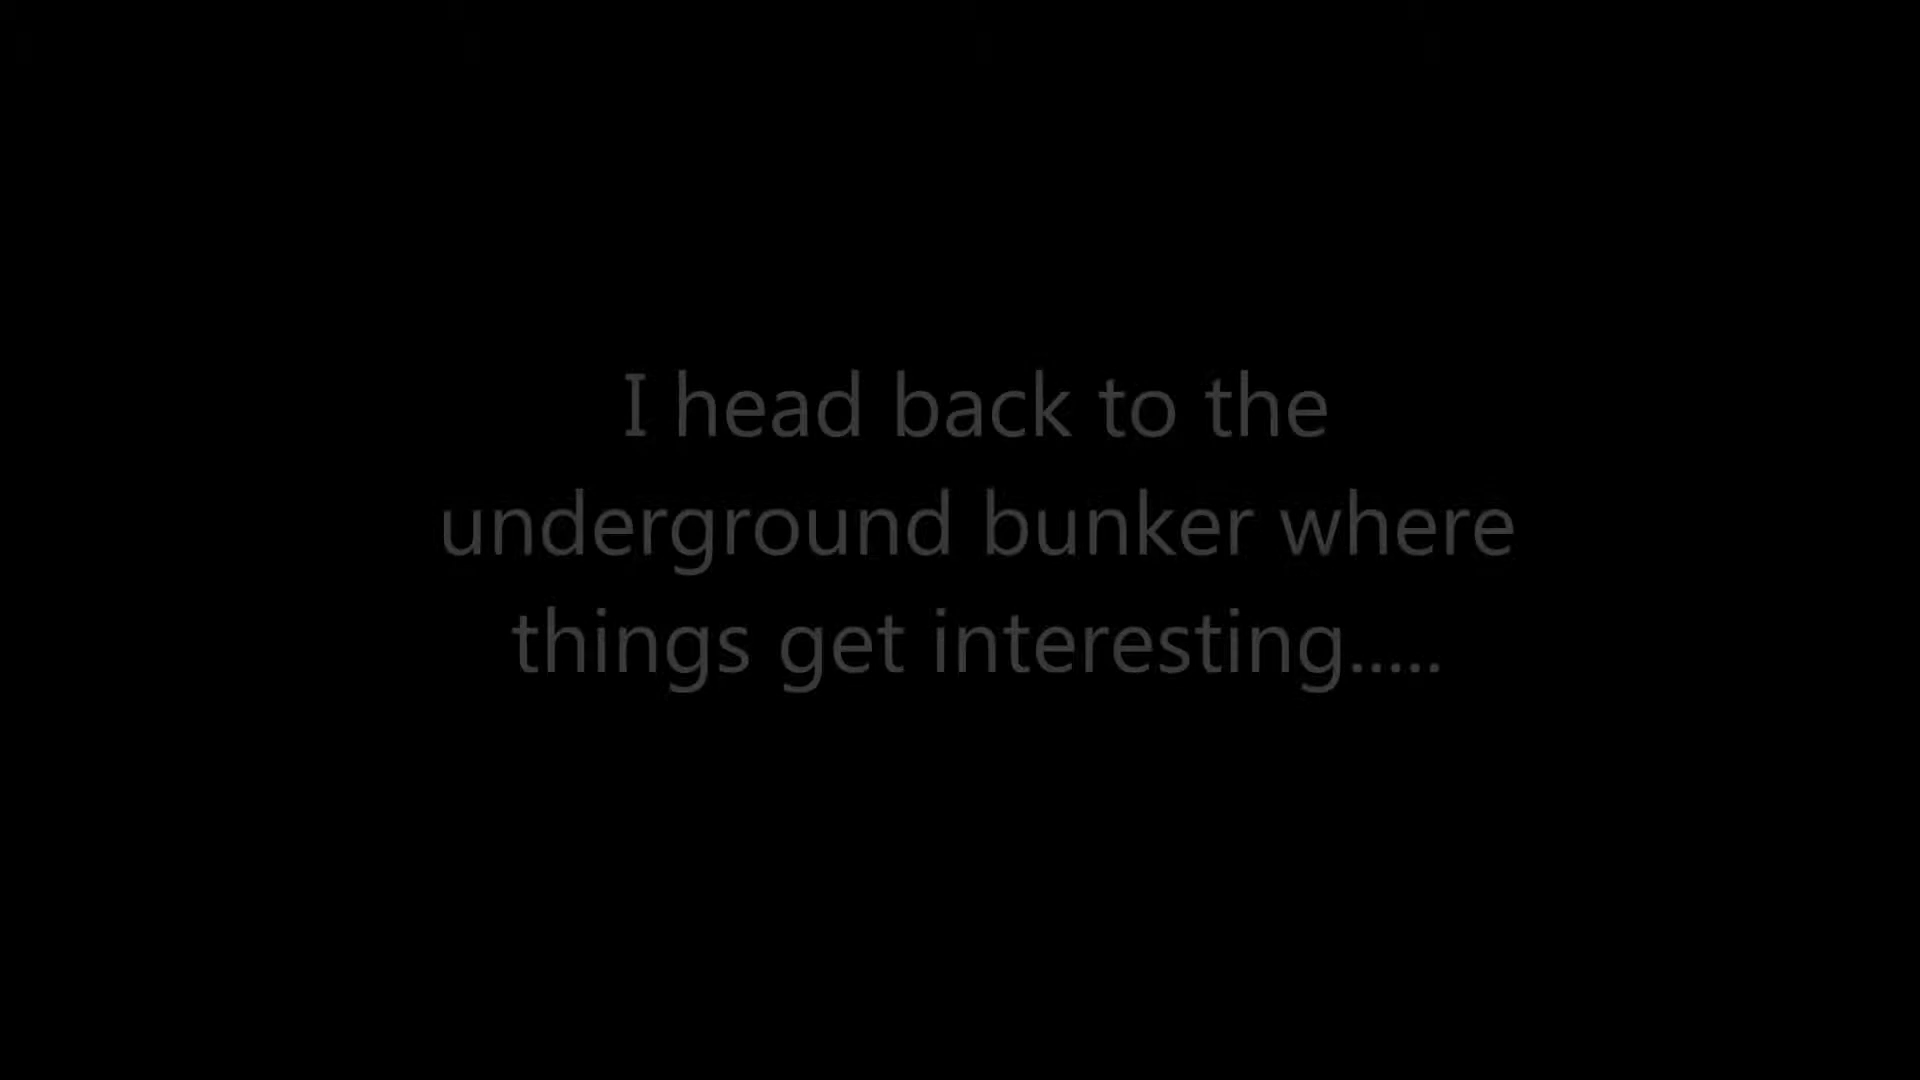 I head back to the
underground bunker where
things get interesting.....